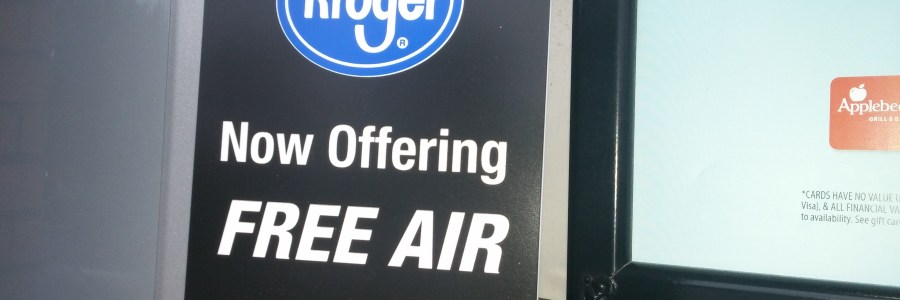 Kroger
®
Now Offering
FREE AIR
Applebee
GRILL &
*CARDS HAVE NO VALUE U
Visa), & ALL FINANCIAL VA
to availability. See gift car